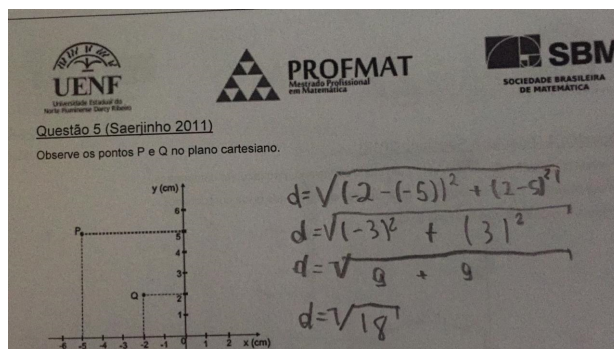 UENF
Universidade Estadual do
Norte Fluminense Darcy Ribeiro
PROFMAT
Mestrado Profissional
em Matemática
SBM
SOCIEDADE BRASILEIRA
DE MATEMÁTICA
Questão 5 (Saerjinho 2011)
Observe os pontos P e Q no plano cartesiano.
y (cm)
6
P
5
4
3
Q
2
1
-6 -5 -4 -3 -2 -1 0 1 2 x (cm)
d=√(-2-(-5))² + (2-5)²
d=√(-3)² + (3)²
d=√9 + 9
d=√18